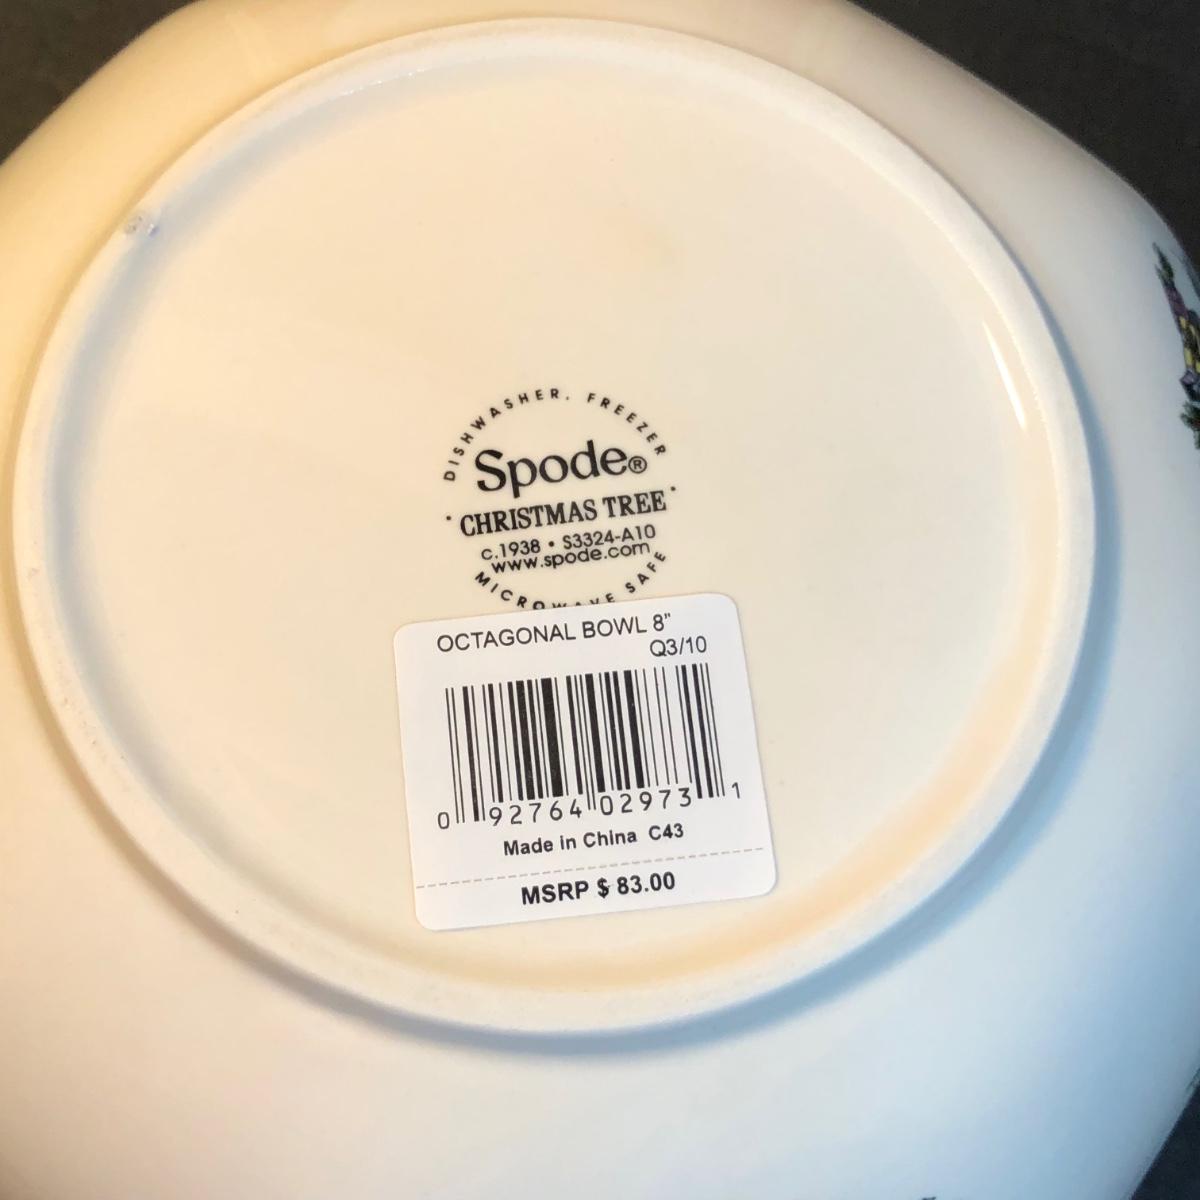 DISHWASHER. FREEZER
Spode®
· CHRISTMAS TREE ·
c.1938 • S3324-A10
www.spode.com
MICROWAVE SAFE
OCTAGONAL BOWL 8"
Q3/10
0 92764 02973 1
Made in China C43
MSRP $ 83.00